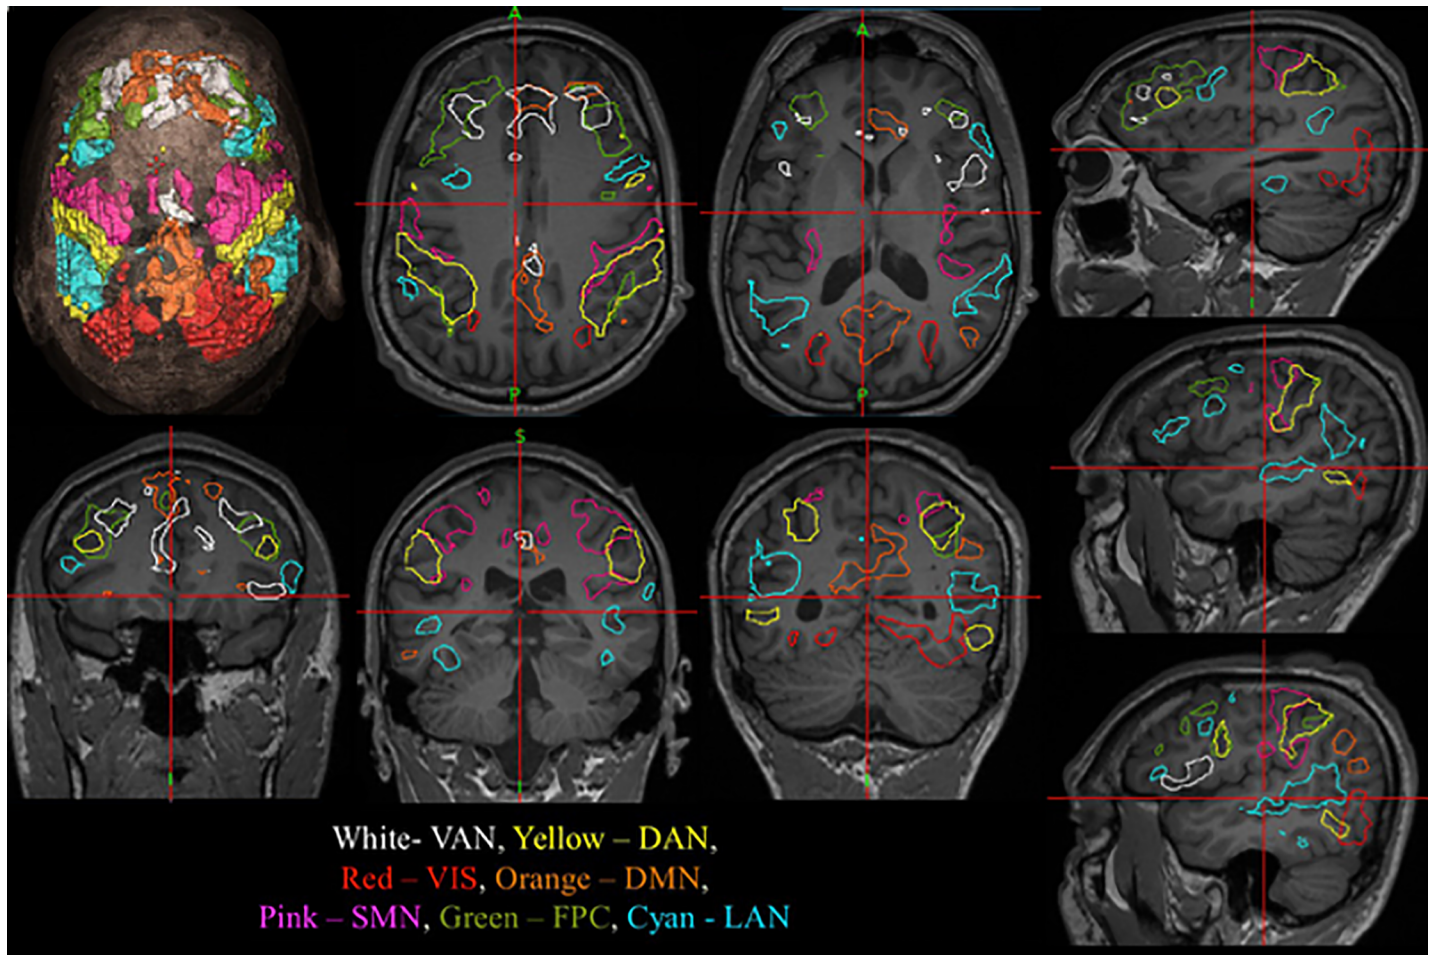 A
A
P
P
I
S
I
I
I
White- VAN, Yellow – DAN,
Red – VIS, Orange – DMN,
Pink – SMN, Green – FPC, Cyan - LAN